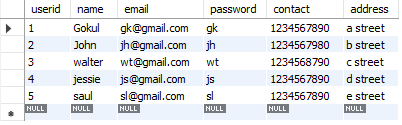 userid name email password contact address
1 Gokul gk@gmail.com gk 1234567890 a street
2 John jh@gmail.com jh 1234567890 b street
3 walter wt@gmail.com wt 1234563790 c street
4 jessie js@gmail.com js 1234567890 d street
5 saul sl@gmail.com sl 1234567890 e street
NULL NULL NULL NULL NULL NULL